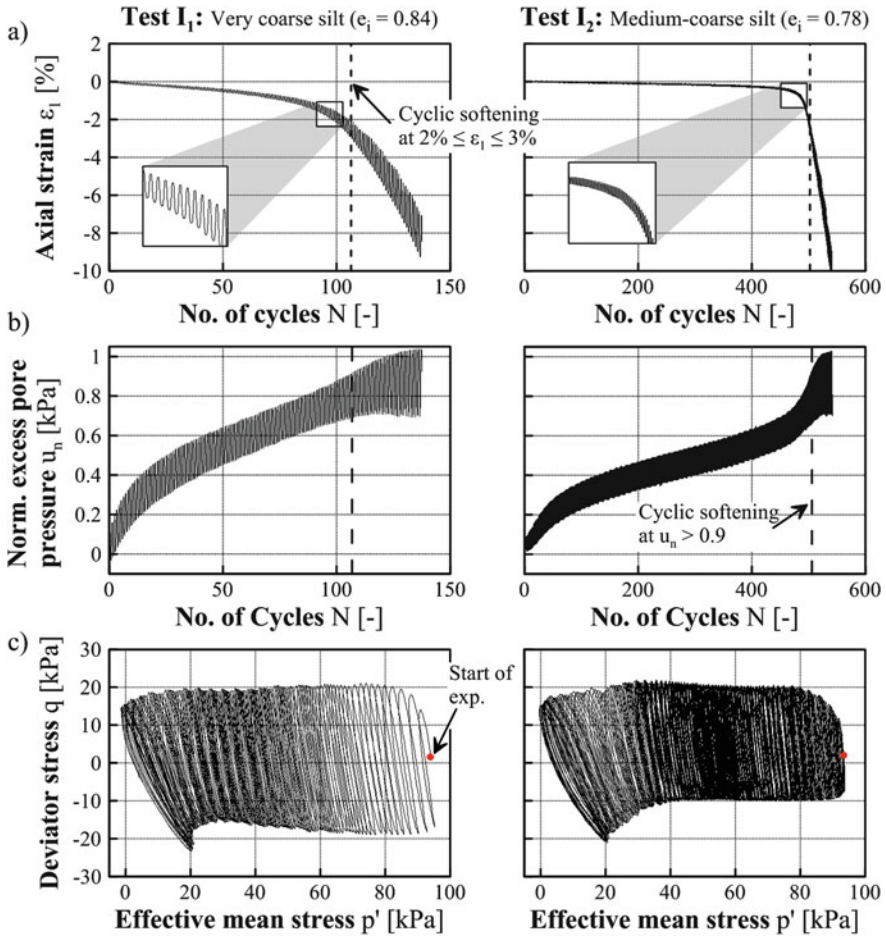 Test I₁: Very coarse silt (eᵢ = 0.84)
Test I₂: Medium-coarse silt (eᵢ = 0.78)
a)
Axial strain ε₁ [%]
2
0
-2
-4
-6
-8
-10
0
50
100
150
No. of cycles N [-]
Cyclic softening
at 2% ≤ ε₁ ≤ 3%
0
200
400
600
No. of cycles N [-]
b)
Norm. excess pore
pressure uₙ [kPa]
1
0.8
0.6
0.4
0.2
0
0
50
100
150
No. of Cycles N [-]
Cyclic softening
at uₙ > 0.9
0
200
400
600
No. of Cycles N [-]
c)
Deviator stress q [kPa]
30
20
10
0
-10
-20
-30
Start of
exp.
0
20
40
60
80
100
Effective mean stress p' [kPa]
0
20
40
60
80
100
Effective mean stress p' [kPa]